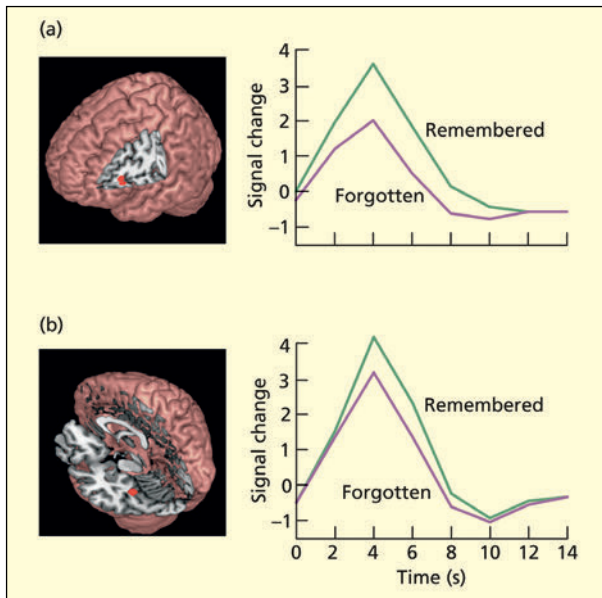 (a)
4
3
2
1
0
−1
Signal change
Remembered
Forgotten
(b)
4
3
2
1
0
−1
Signal change
Remembered
Forgotten
0 2 4 6 8 10 12 14
Time (s)